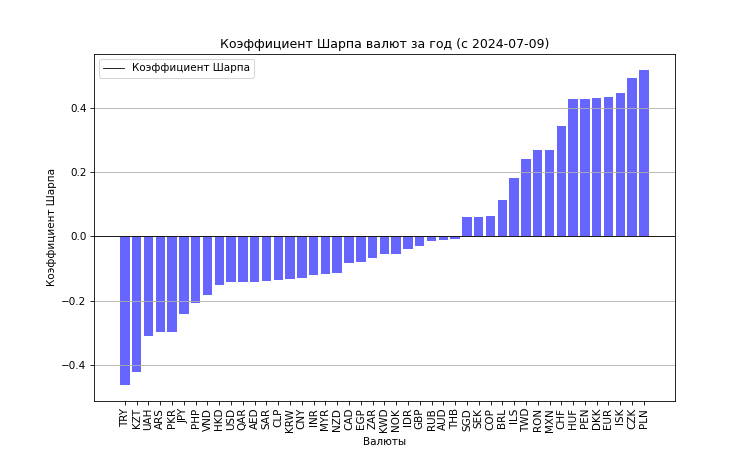 Коэффициент Шарпа валют за год (с 2024-07-09)
Коэффициент Шарпа
0.4
0.2
0.0
−0.2
−0.4
Коэффициент Шарпа
TRY KZT UAH ARS PKR JPY PHP VND HKD USD QAR AED SAR CLP KRW CNY INR MYR NZD CAD EGP ZAR KWD NOK IDR GBP RUB AUD THB SGD SEK COP BRL ILS TWD RON MXN CHF HUF PEN DKK EUR ISK CZK PLN
Валюты